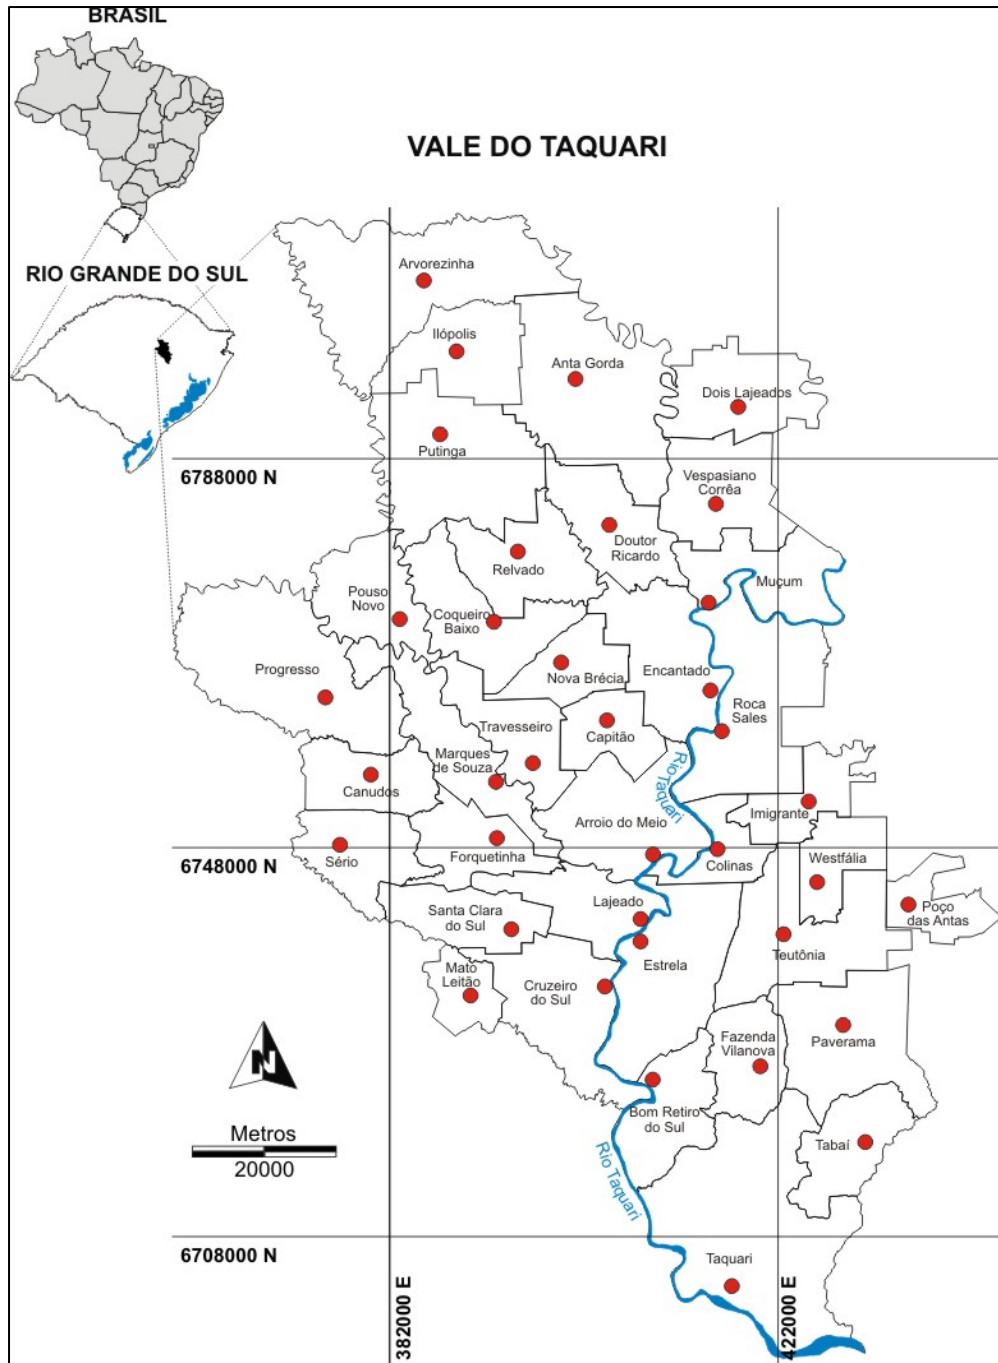 BRASIL
VALE DO TAQUARI
RIO GRANDE DO SUL
Arvorezinha
Ilópolis
Anta Gorda
Dois Lajeados
Putinga
6788000 N
Vespasiano
Corrêa
Doutor
Ricardo
Relvado
Muçum
Pouso
Novo
Coqueiro
Baixo
Progresso
Nova Brécia
Encantado
Roca
Sales
Travesseiro
Capitão
Marques
de Souza
Canudos
Rio Taquari
Imigrante
Arroio do Meio
Forquetinha
Sério
6748000 N
Colinas
Westfália
Poço
das Antas
Lajeado
Santa Clara
do Sul
Teutônia
Estrela
Mato
Leitão
Cruzeiro
do Sul
Fazenda
Vilanova
Paverama
N
Bom Retiro
do Sul
Metros
20000
Tabaí
Rio Taquari
6708000 N
Taquari
382000 E
422000 E